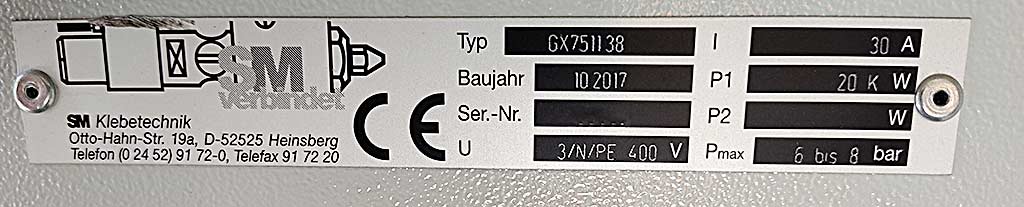 SM
verbindet
SM Klebetechnik
Otto-Hahn-Str. 19a, D-52525 Heinsberg
Telefon (0 24 52) 91 72-0, Telefax 91 72 20
CE
Typ GX751138
Baujahr 10 2017
Ser.-Nr.
U 3/N/PE 400 V
I 30 A
P1 20 K W
P2 W
Pmax 6 bis 8 bar